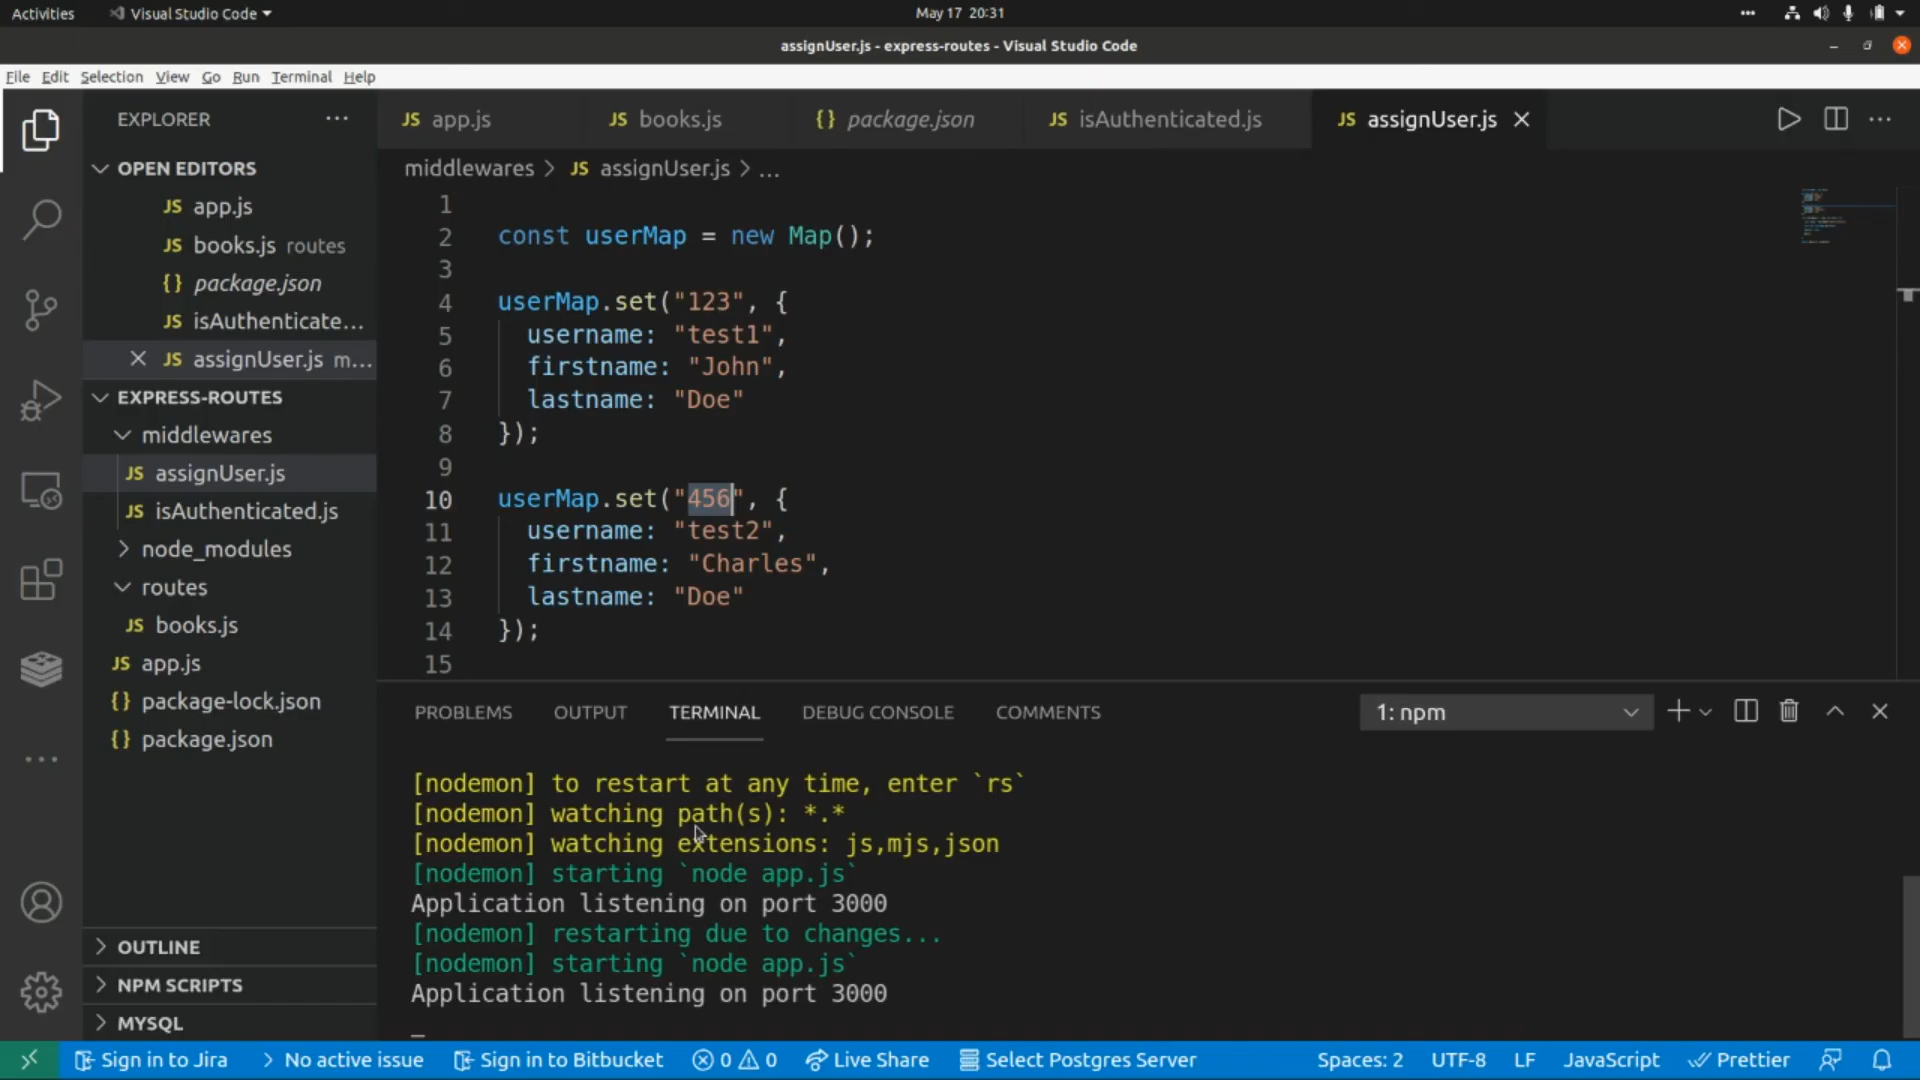 Activities Visual Studio Code May 17 20:31
assignUser.js - express-routes - Visual Studio Code
File Edit Selection View Go Run Terminal Help
EXPLORER
OPEN EDITORS
JS app.js
JS books.js routes
{} package.json
JS isAuthenticate...
JS assignUser.js m...
EXPRESS-ROUTES
middlewares
JS assignUser.js
JS isAuthenticated.js
node_modules
routes
JS books.js
JS app.js
{} package-lock.json
{} package.json
OUTLINE
NPM SCRIPTS
MYSQL
JS app.js JS books.js {} package.json JS isAuthenticated.js JS assignUser.js
middlewares > JS assignUser.js > ...
1
2 const userMap = new Map();
3
4 userMap.set("123", {
5 username: "test1",
6 firstname: "John",
7 lastname: "Doe"
8 });
9
10 userMap.set("456", {
11 username: "test2",
12 firstname: "Charles",
13 lastname: "Doe"
14 });
15
PROBLEMS OUTPUT TERMINAL DEBUG CONSOLE COMMENTS 1: npm
[nodemon] to restart at any time, enter `rs`
[nodemon] watching path(s): *.*
[nodemon] watching extensions: js,mjs,json
[nodemon] starting `node app.js`
Application listening on port 3000
[nodemon] restarting due to changes...
[nodemon] starting `node app.js`
Application listening on port 3000
Sign in to Jira No active issue Sign in to Bitbucket 0 0 Live Share Select Postgres Server Spaces: 2 UTF-8 LF JavaScript Prettier